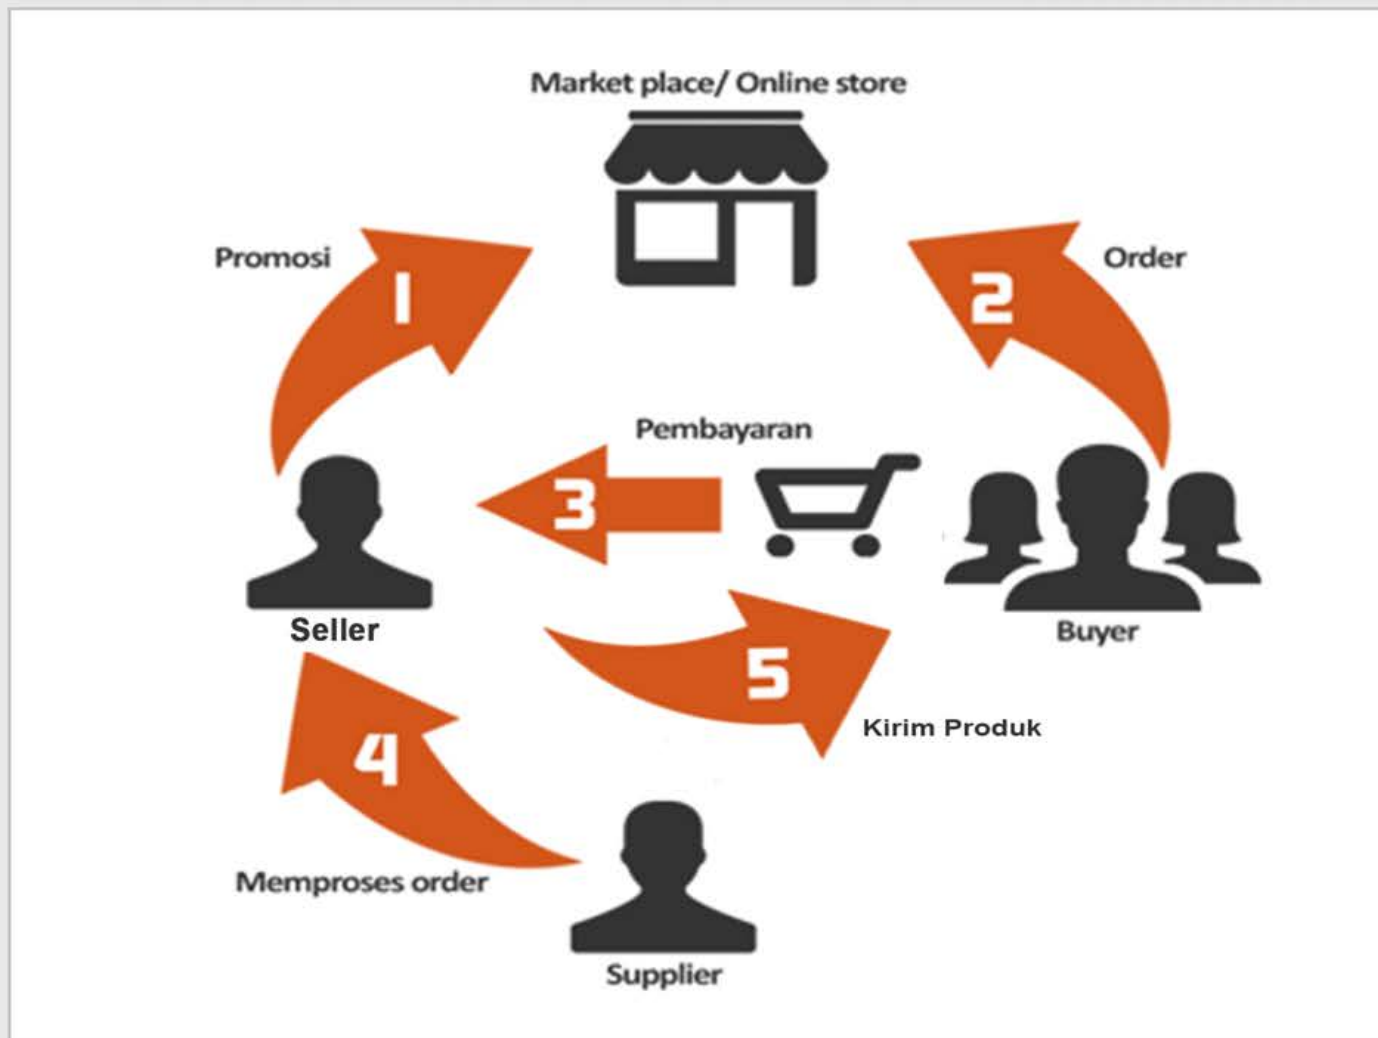 Market place/ Online store
Promosi
1
2
Order
Pembayaran
3
Seller
Buyer
5
Kirim Produk
4
Memproses order
Supplier